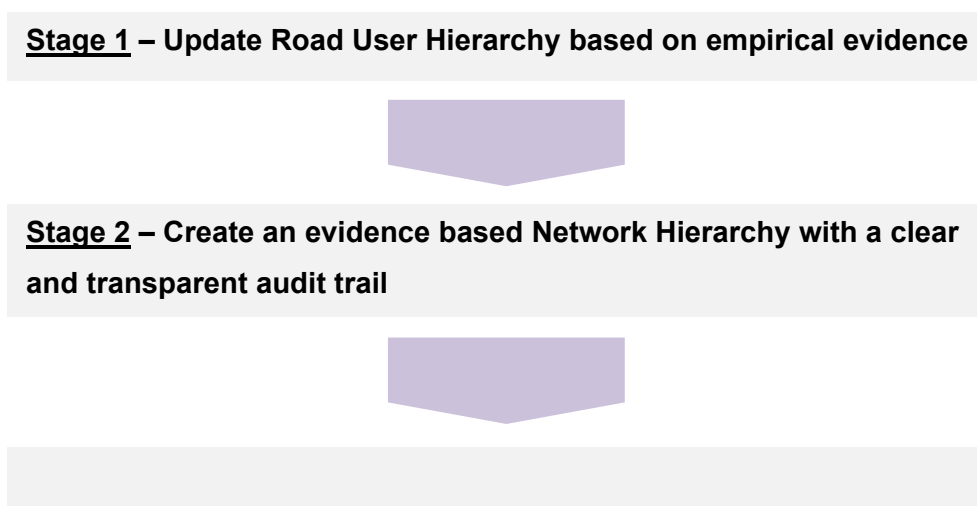 Stage 1 – Update Road User Hierarchy based on empirical evidence
Stage 2 – Create an evidence based Network Hierarchy with a clear
and transparent audit trail